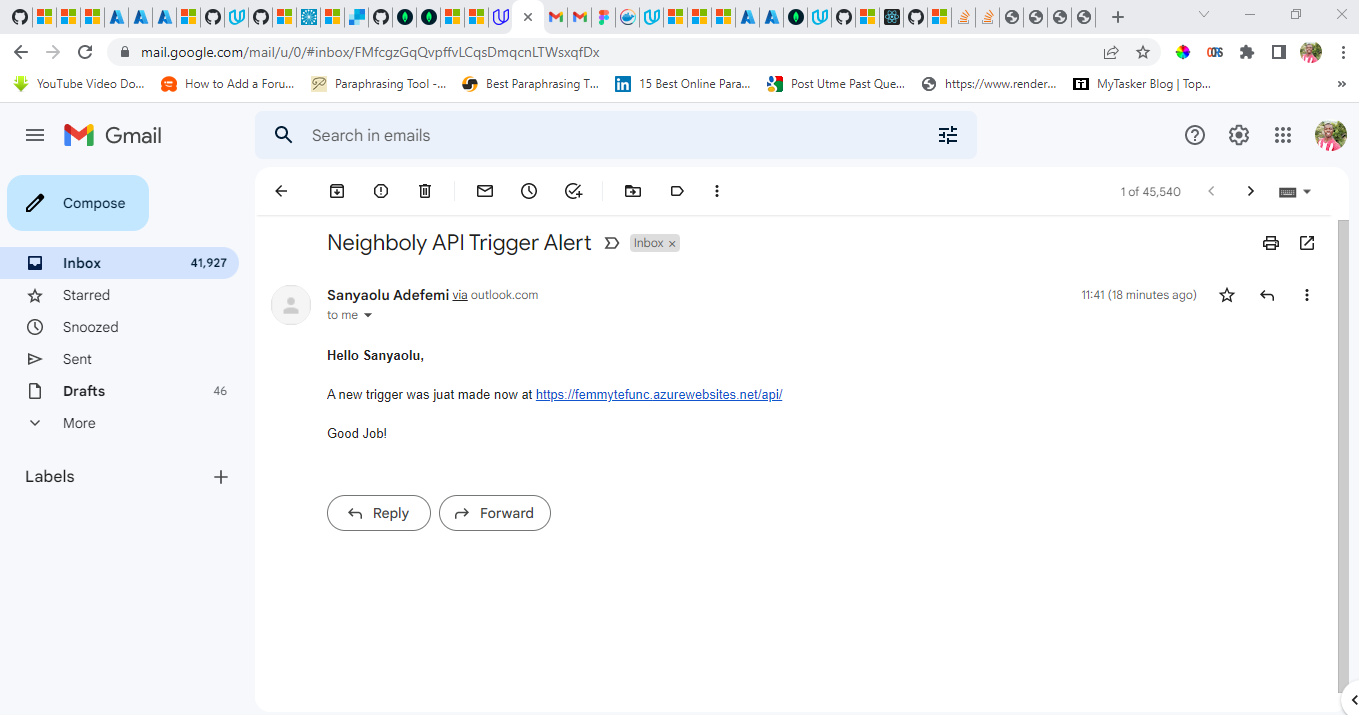 mail.google.com/mail/u/0/#inbox/FMfcgzGqQvpffvLCqsDmqcnLTWsxqfDx
YouTube Video Do...
How to Add a Foru...
Paraphrasing Tool -...
Best Paraphrasing T...
15 Best Online Para...
Post Utme Past Que...
https://www.render...
MyTasker Blog | Top...
»
Gmail
Search in emails
Compose
1 of 45,540
Inbox 41,927
Starred
Snoozed
Sent
Drafts 46
More
Labels
Neighboly API Trigger Alert
Inbox ×
Sanyaolu Adefemi via outlook.com
11:41 (18 minutes ago)
to me
Hello Sanyaolu,
A new trigger was juat made now at https://femmytefunc.azurewebsites.net/api/
Good Job!
Reply
Forward